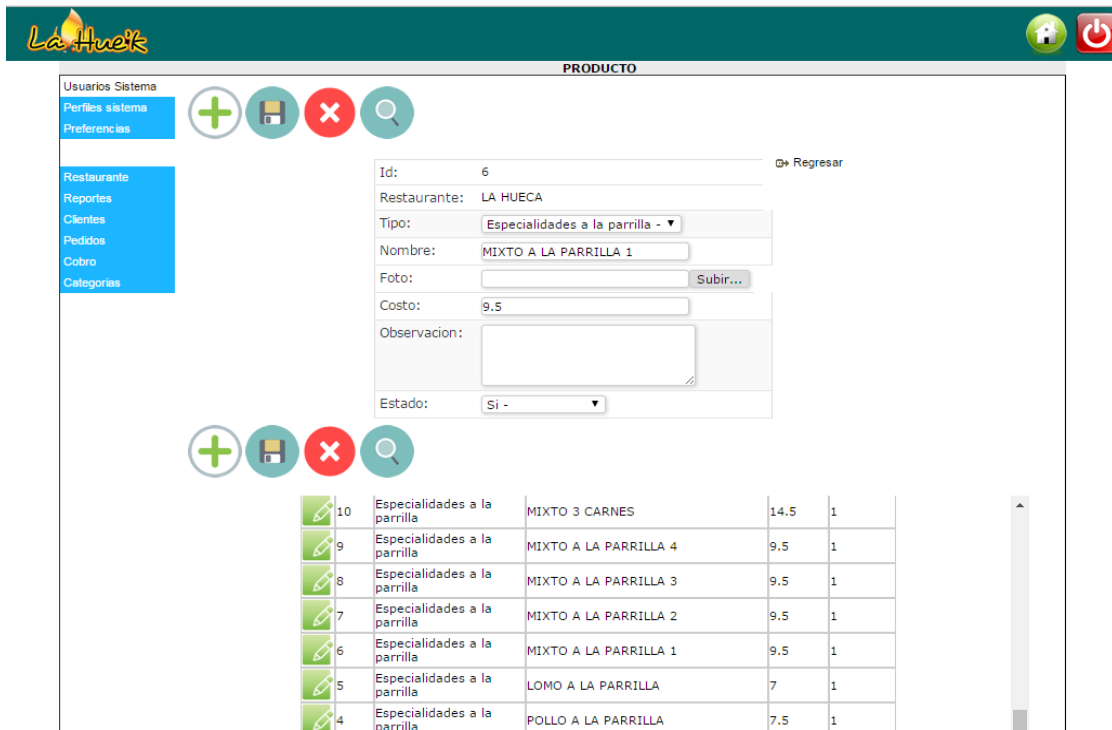 La Hue'k
PRODUCTO
Usuarios Sistema
Perfiles sistema
Preferencias
Restaurante
Reportes
Clientes
Pedidos
Cobro
Categorias
Regresar
Id: 6
Restaurante: LA HUECA
Tipo: Especialidades a la parrilla -
Nombre: MIXTO A LA PARRILLA 1
Foto: Subir...
Costo: 9.5
Observacion:
Estado: Si -
10 Especialidades a la parrilla MIXTO 3 CARNES 14.5 1
9 Especialidades a la parrilla MIXTO A LA PARRILLA 4 9.5 1
8 Especialidades a la parrilla MIXTO A LA PARRILLA 3 9.5 1
7 Especialidades a la parrilla MIXTO A LA PARRILLA 2 9.5 1
6 Especialidades a la parrilla MIXTO A LA PARRILLA 1 9.5 1
5 Especialidades a la parrilla LOMO A LA PARRILLA 7 1
4 Especialidades a la parrilla POLLO A LA PARRILLA 7.5 1